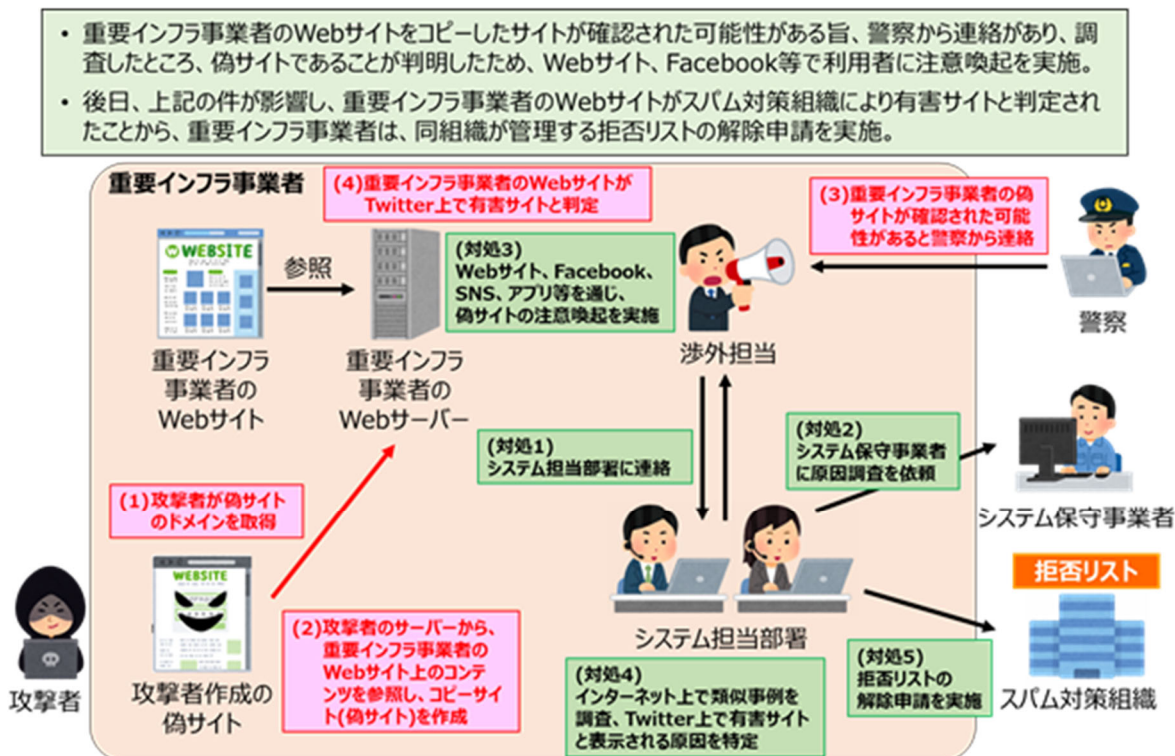 ・ 重要インフラ事業者のWebサイトをコピーしたサイトが確認された可能性がある旨、警察から連絡があり、調
査したところ、偽サイトであることが判明したため、Webサイト、Facebook等で利用者に注意喚起を実施。
・ 後日、上記の件が影響し、重要インフラ事業者のWebサイトがスパム対策組織により有害サイトと判定され
たことから、重要インフラ事業者は、同組織が管理する拒否リストの解除申請を実施。
重要インフラ事業者
(4)重要インフラ事業者のWebサイトが
Twitter上で有害サイトと判定
(3)重要インフラ事業者の偽
サイトが確認された可能
性があると警察から連絡
WEBSITE
参照
(対処3)
Webサイト、Facebook、
SNS、アプリ等を通じ、
偽サイトの注意喚起を実施
警察
重要インフラ
事業者の
Webサイト
重要インフラ
事業者の
Webサーバー
渉外担当
(対処1)
システム担当部署に連絡
(対処2)
システム保守事業者
に原因調査を依頼
システム保守事業者
(1)攻撃者が偽サイト
のドメインを取得
WEBSITE
拒否リスト
(2)攻撃者のサーバーから、
重要インフラ事業者の
Webサイト上のコンテ
ンツを参照し、コピーサイ
ト(偽サイト)を作成
システム担当部署
(対処4)
インターネット上で類似事例を
調査、Twitter上で有害サイト
と表示される原因を特定
(対処5)
拒否リストの
解除申請を実施
スパム対策組織
攻撃者
攻撃者作成の
偽サイト